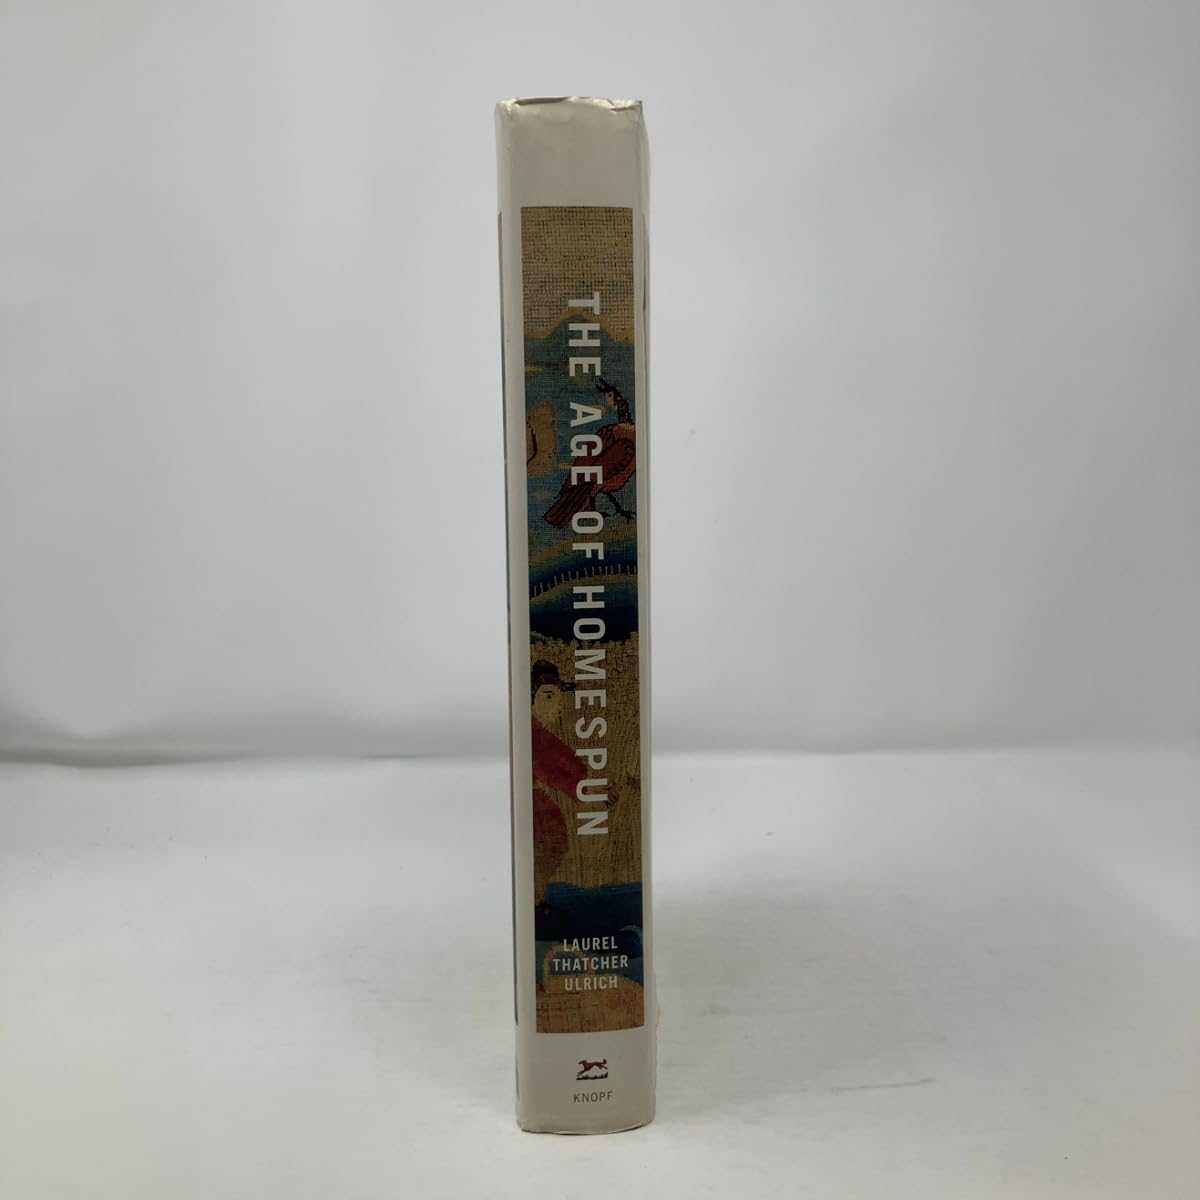 THE AGE OF HOMESPUN
LAUREL
THATCHER
ULRICH
KNOPF